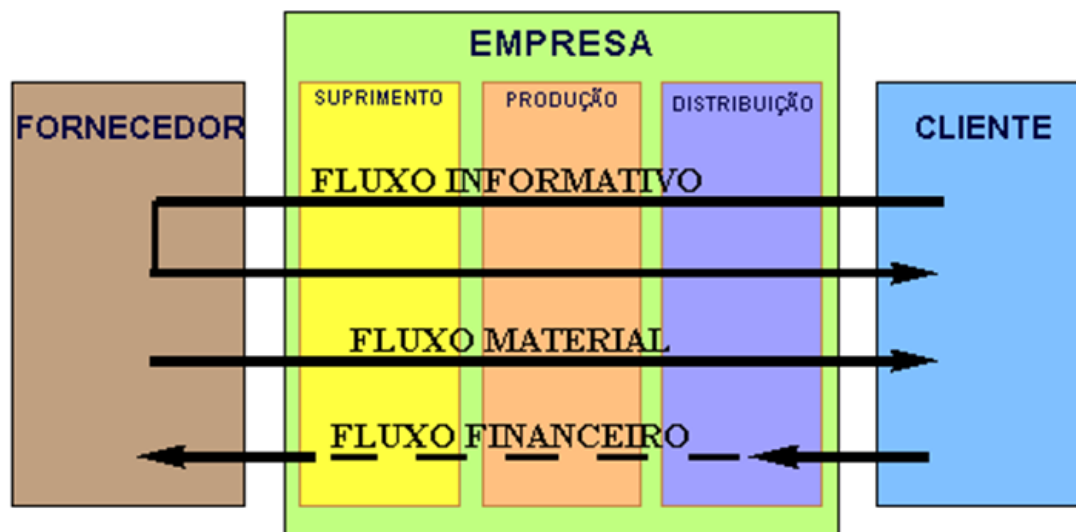 EMPRESA
SUPRIMENTO
PRODUÇÃO
DISTRIBUIÇÃO
FORNECEDOR
CLIENTE
FLUXO INFORMATIVO
FLUXO MATERIAL
FLUXO FINANCEIRO